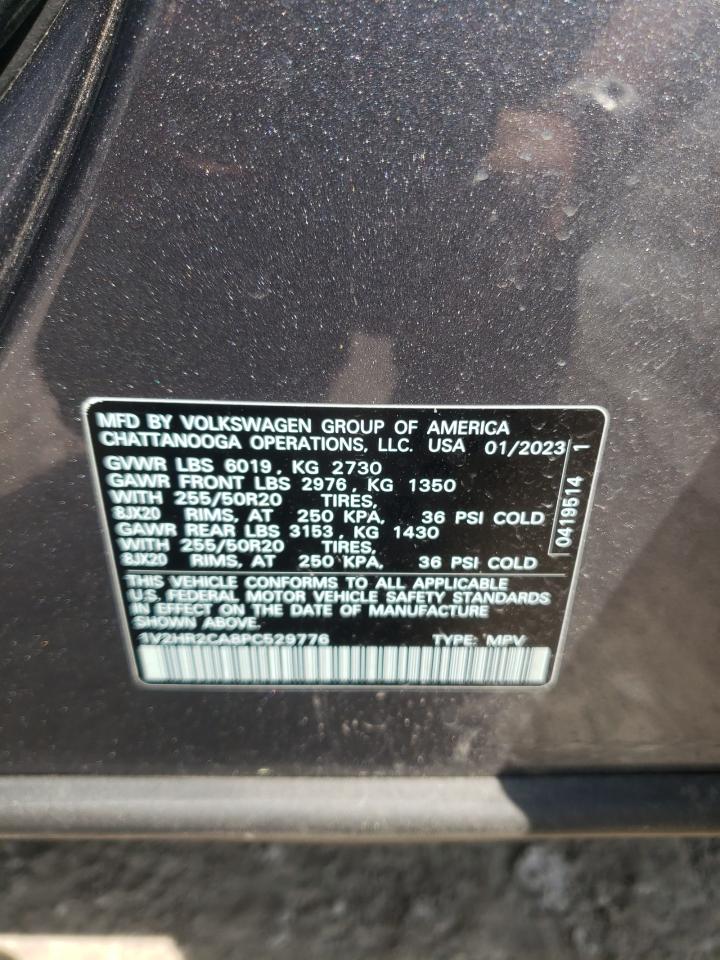 MFD BY VOLKSWAGEN GROUP OF AMERICA
CHATTANOOGA OPERATIONS, LLC. USA 01/2023
GVWR LBS 6019, KG 2730
GAWR FRONT LBS 2976, KG 1350
WITH 255/50R20 TIRES,
8JX20 RIMS, AT 250 KPA, 36 PSI COLD
GAWR REAR LBS 3153, KG 1430
WITH 255/50R20 TIRES,
8JX20 RIMS, AT 250 KPA, 36 PSI COLD
THIS VEHICLE CONFORMS TO ALL APPLICABLE
U.S. FEDERAL MOTOR VEHICLE SAFETY STANDARDS
IN EFFECT ON THE DATE OF MANUFACTURE
SHOWN ABOVE.
1V2HR2CA8PC529776 TYPE: MPV
0419514 1